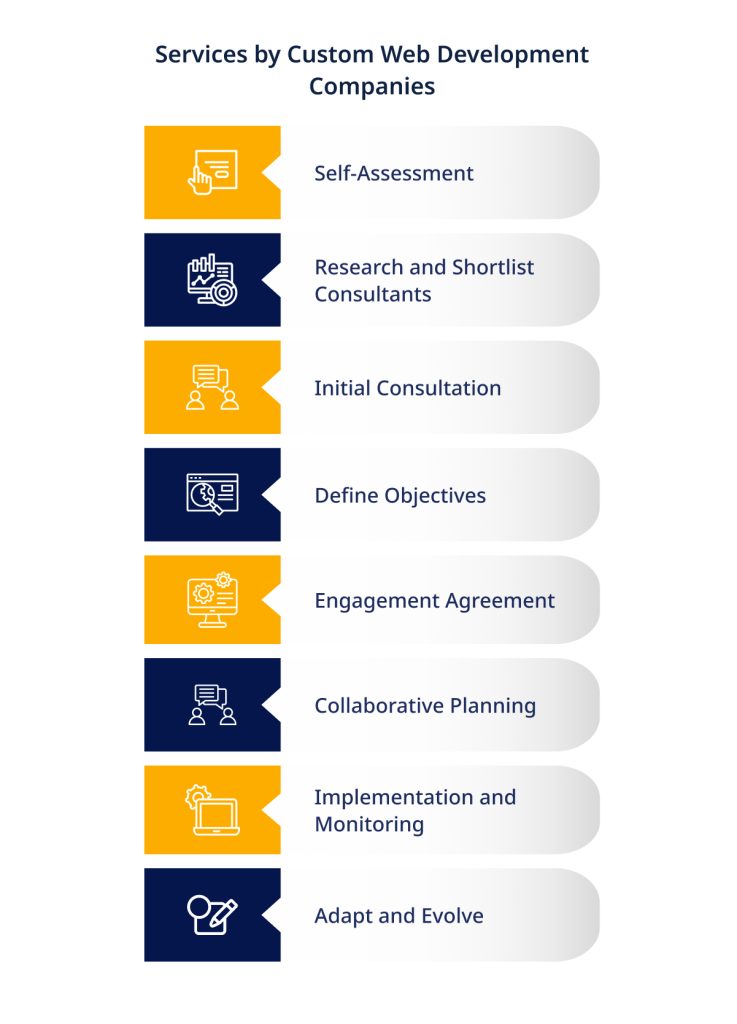 Services by Custom Web Development
Companies
Self-Assessment
Research and Shortlist
Consultants
Initial Consultation
Define Objectives
Engagement Agreement
Collaborative Planning
Implementation and
Monitoring
Adapt and Evolve